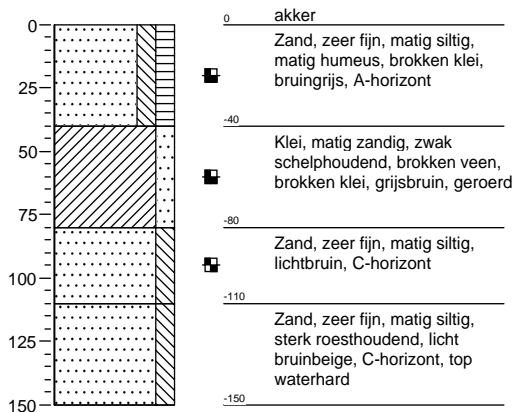 0
25
50
75
100
125
150
0
akker
Zand, zeer fijn, matig siltig,
matig humeus, brokken klei,
bruingrijs, A-horizont
-40
Klei, matig zandig, zwak
schelphoudend, brokken veen,
brokken klei, grijsbruin, geroerd
-80
Zand, zeer fijn, matig siltig,
lichtbruin, C-horizont
-110
Zand, zeer fijn, matig siltig,
sterk roesthoudend, licht
bruinbeige, C-horizont, top
waterhard
-150